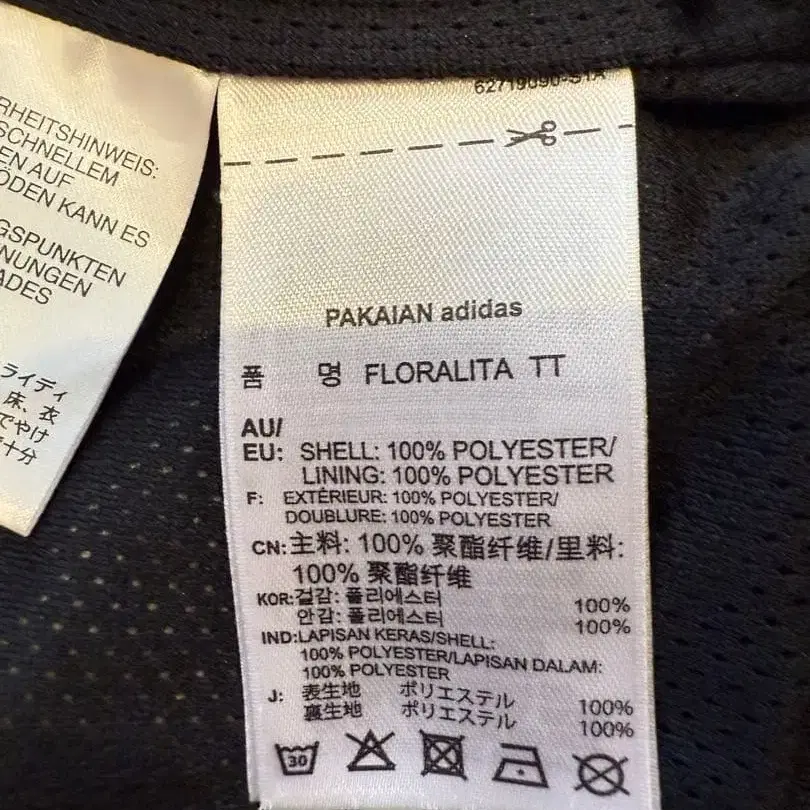 RHEITSHINWEIS:
SCHNELLEM
EN AUF
ÖDEN KANN ES
GSPUNKTEN
NUNGEN
ADES
ライディ
床、衣
でやけ
十分
62719090-S1A
PAKAIAN adidas
품 명 FLORALITA TT
AU/
EU: SHELL: 100% POLYESTER/
LINING: 100% POLYESTER
F: EXTÉRIEUR: 100% POLYESTER/
DOUBLURE: 100% POLYESTER
CN: 主料: 100% 聚酯纤维/里料:
100% 聚酯纤维
KOR: 겉감: 폴리에스터 100%
안감: 폴리에스터 100%
IND: LAPISAN KERAS/SHELL:
100% POLYESTER/LAPISAN DALAM:
100% POLYESTER
J: 表生地 ポリエステル 100%
裏生地 ポリエステル 100%
30